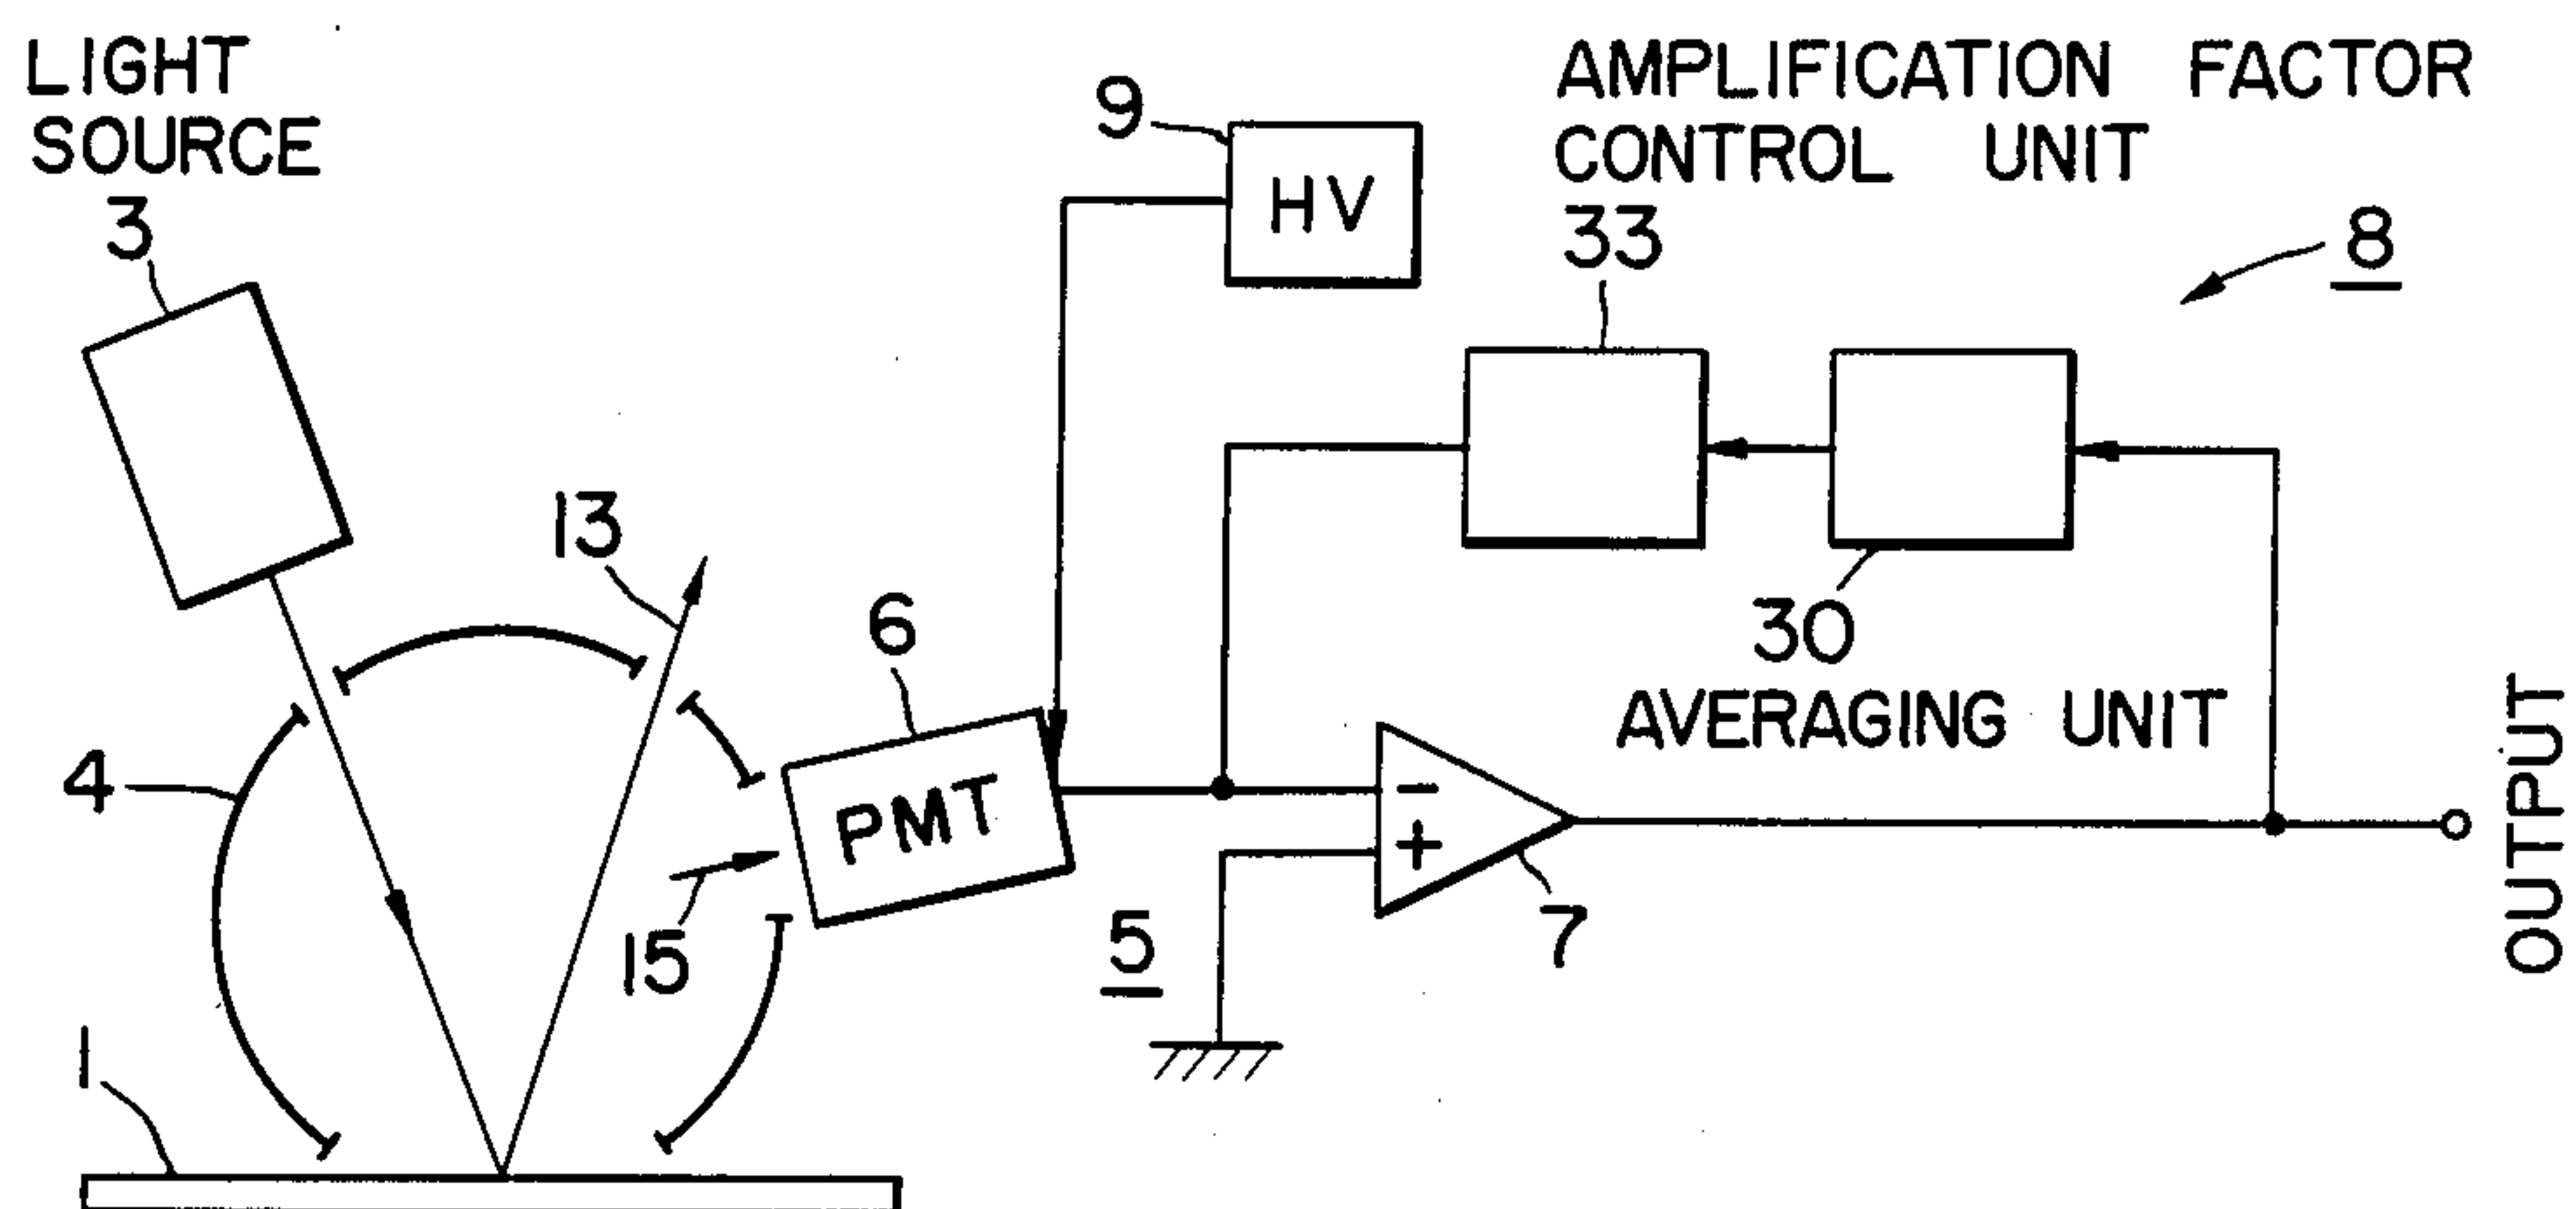 LIGHT
SOURCE
3
9
HV
AMPLIFICATION FACTOR
CONTROL UNIT
33
8
13
6
30
AVERAGING UNIT
4
PMT
-
+
15
5
7
OUTPUT
1